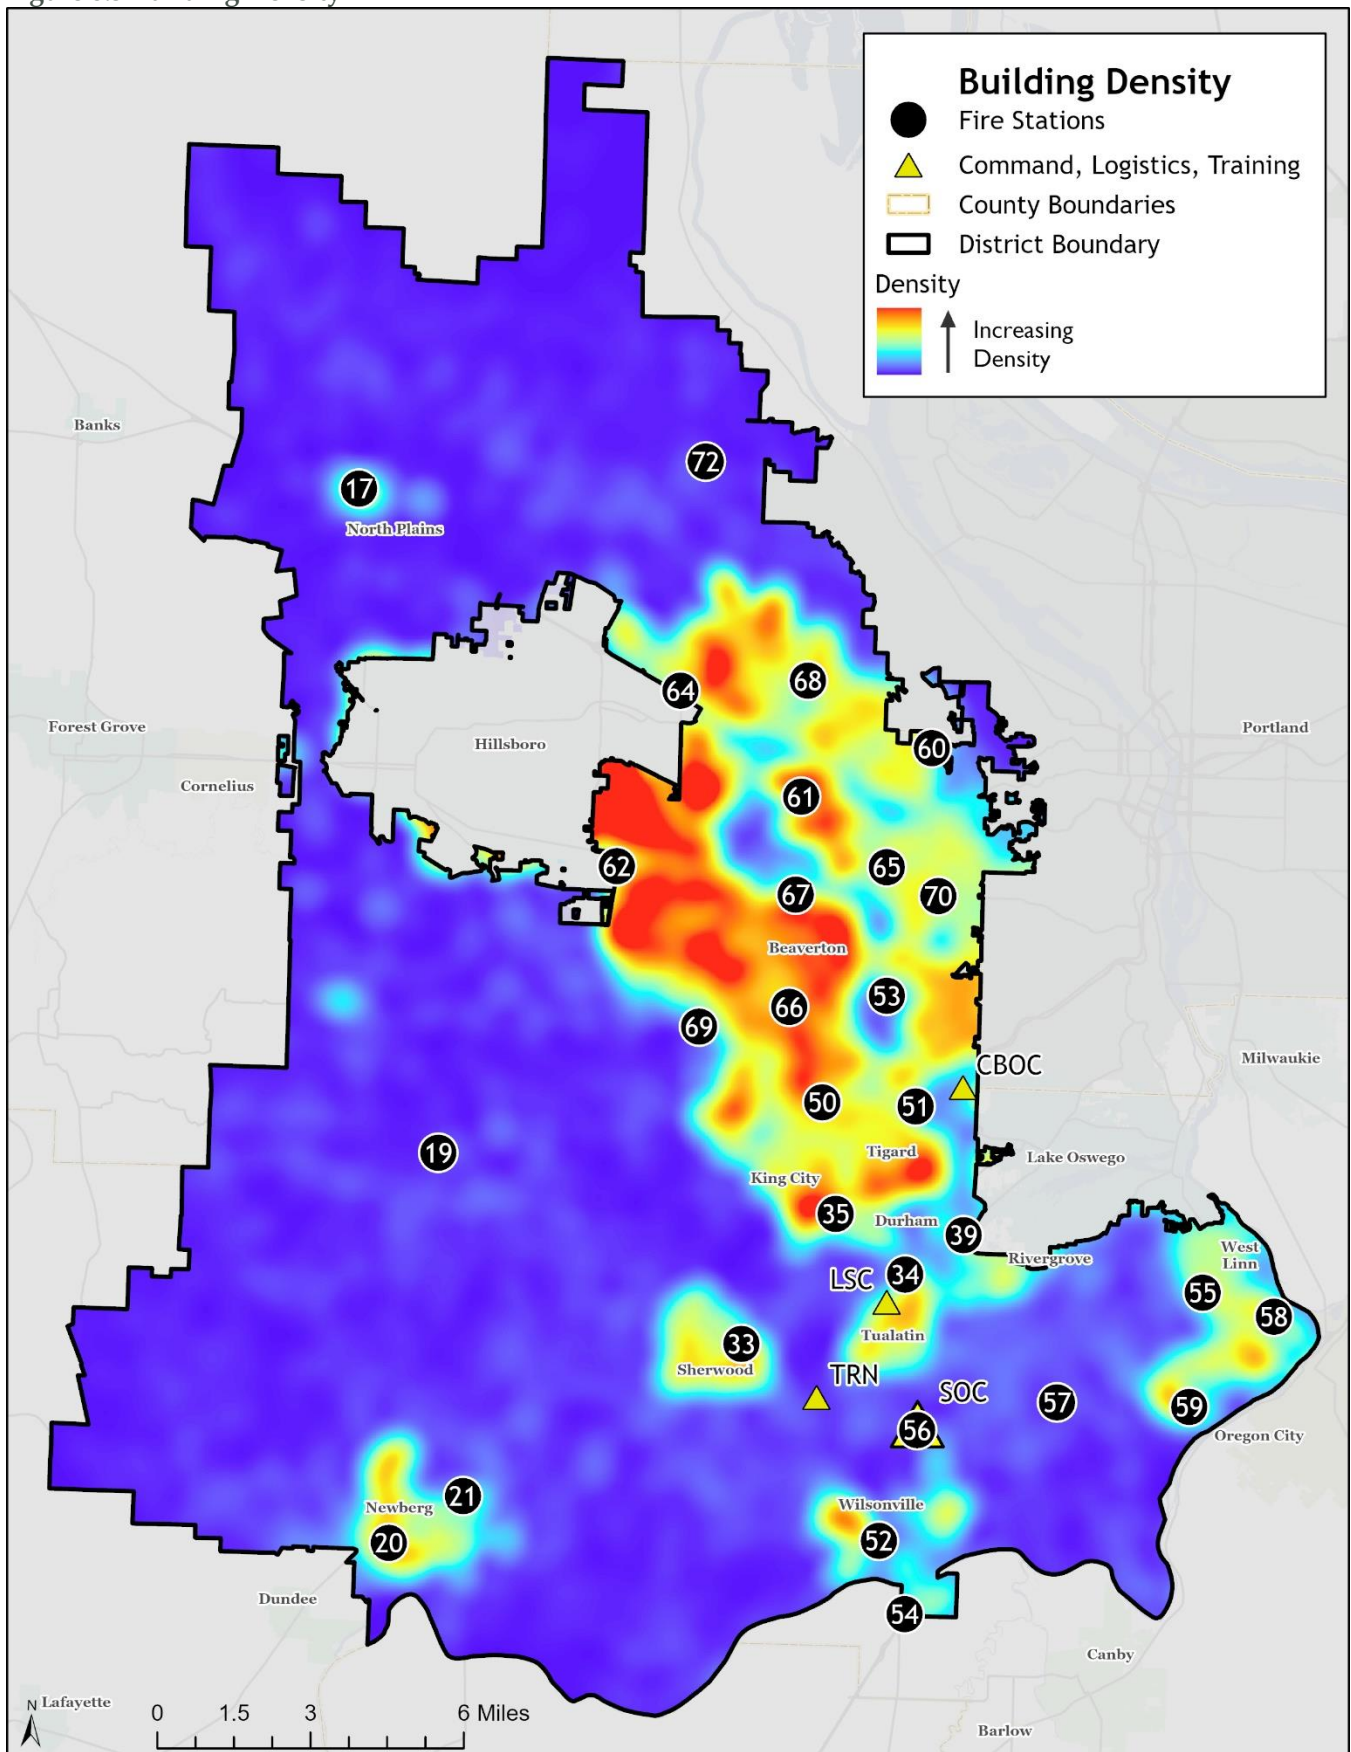 Building Density
Fire Stations
Command, Logistics, Training
County Boundaries
District Boundary
Density
Increasing
Density
Banks
72
17
North Plains
68
64
Forest Grove
Portland
Hillsboro
60
Cornelius
61
62
65
67
70
Beaverton
53
66
69
Milwaukie
CBOC
50
51
19
Tigard
Lake Oswego
King City
35
Durham
39
West
Linn
Rivergrove
34
LSC
55
58
Tualatin
33
Sherwood
TRN
SOC
57
59
56
Oregon City
21
Newberg
Wilsonville
20
52
Dundee
54
Canby
Lafayette
N
0 1.5 3 6 Miles
Barlow